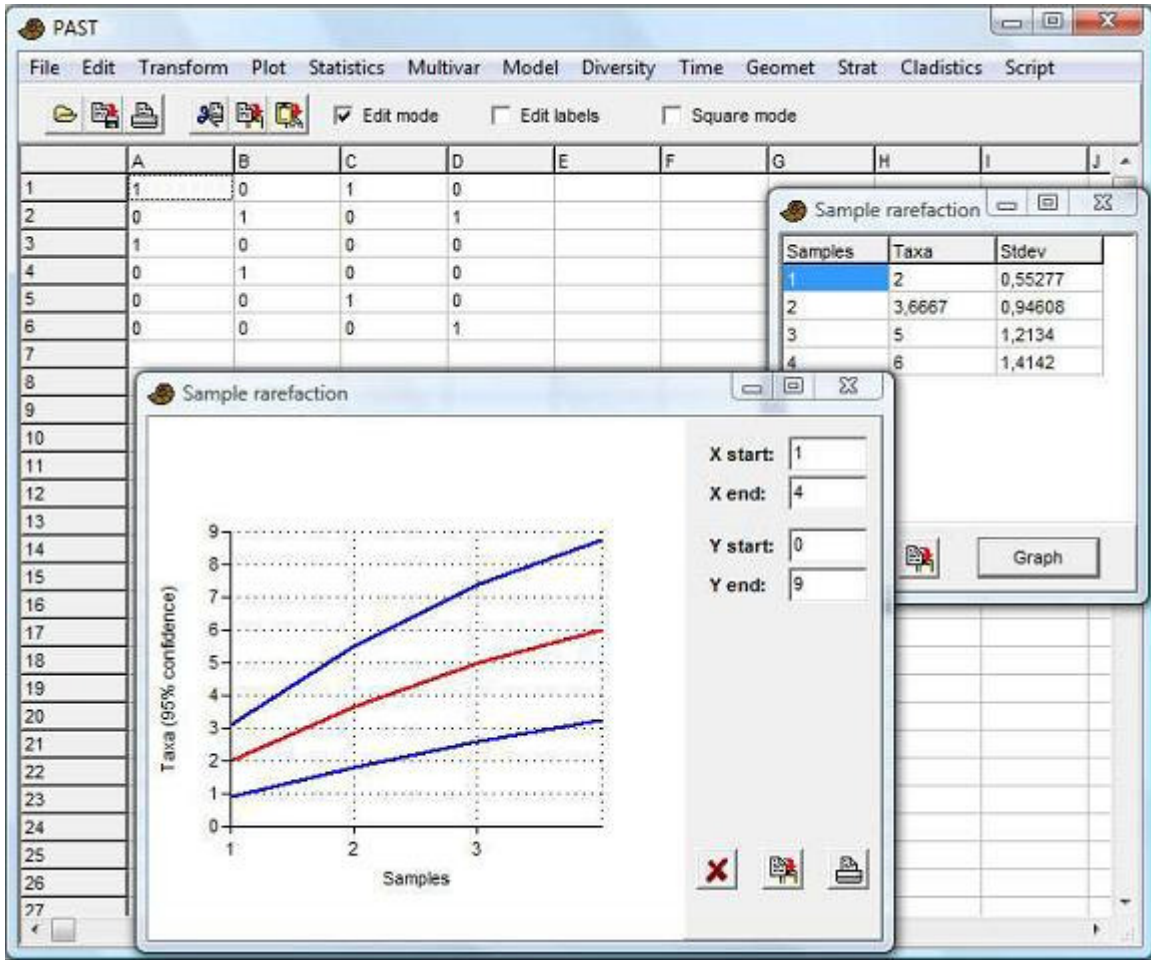 PAST
File Edit Transform Plot Statistics Multivar Model Diversity Time Geomet Strat Cladistics Script
Edit mode Edit labels Square mode
A B C D E F G H I J
1 1 0 1 0
2 0 1 0 1
3 1 0 0 0
4 0 1 0 0
5 0 0 1 0
6 0 0 0 1
7
8
9
10
11
12
13
14
15
16
17
18
19
20
21
22
23
24
25
26
27
Sample rarefaction
Samples Taxa Stdev
1 2 0,55277
2 3,6667 0,94608
3 5 1,2134
4 6 1,4142
Graph
Sample rarefaction
X start: 1
X end: 4
Y start: 0
Y end: 9
Taxa (95% confidence)
9
8
7
6
5
4
3
2
1
0
1 2 3
Samples